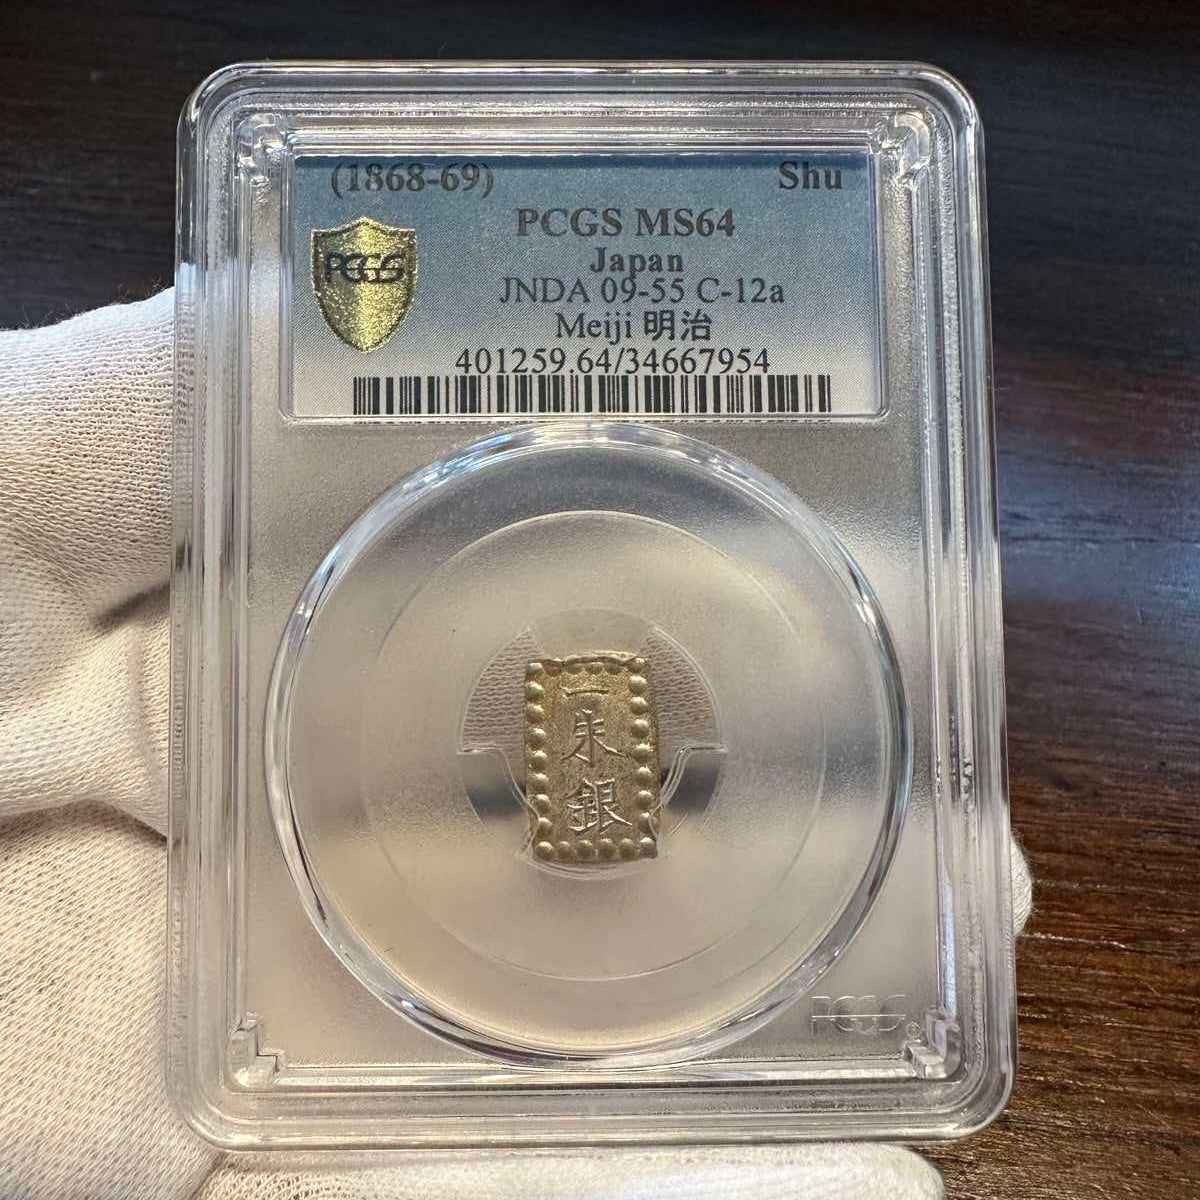 (1868-69) Shu
PCGS MS64
PCGS
Japan
JNDA 09-55 C-12a
Meiji 明治
401259.64/34667954
一朱銀
PCGS